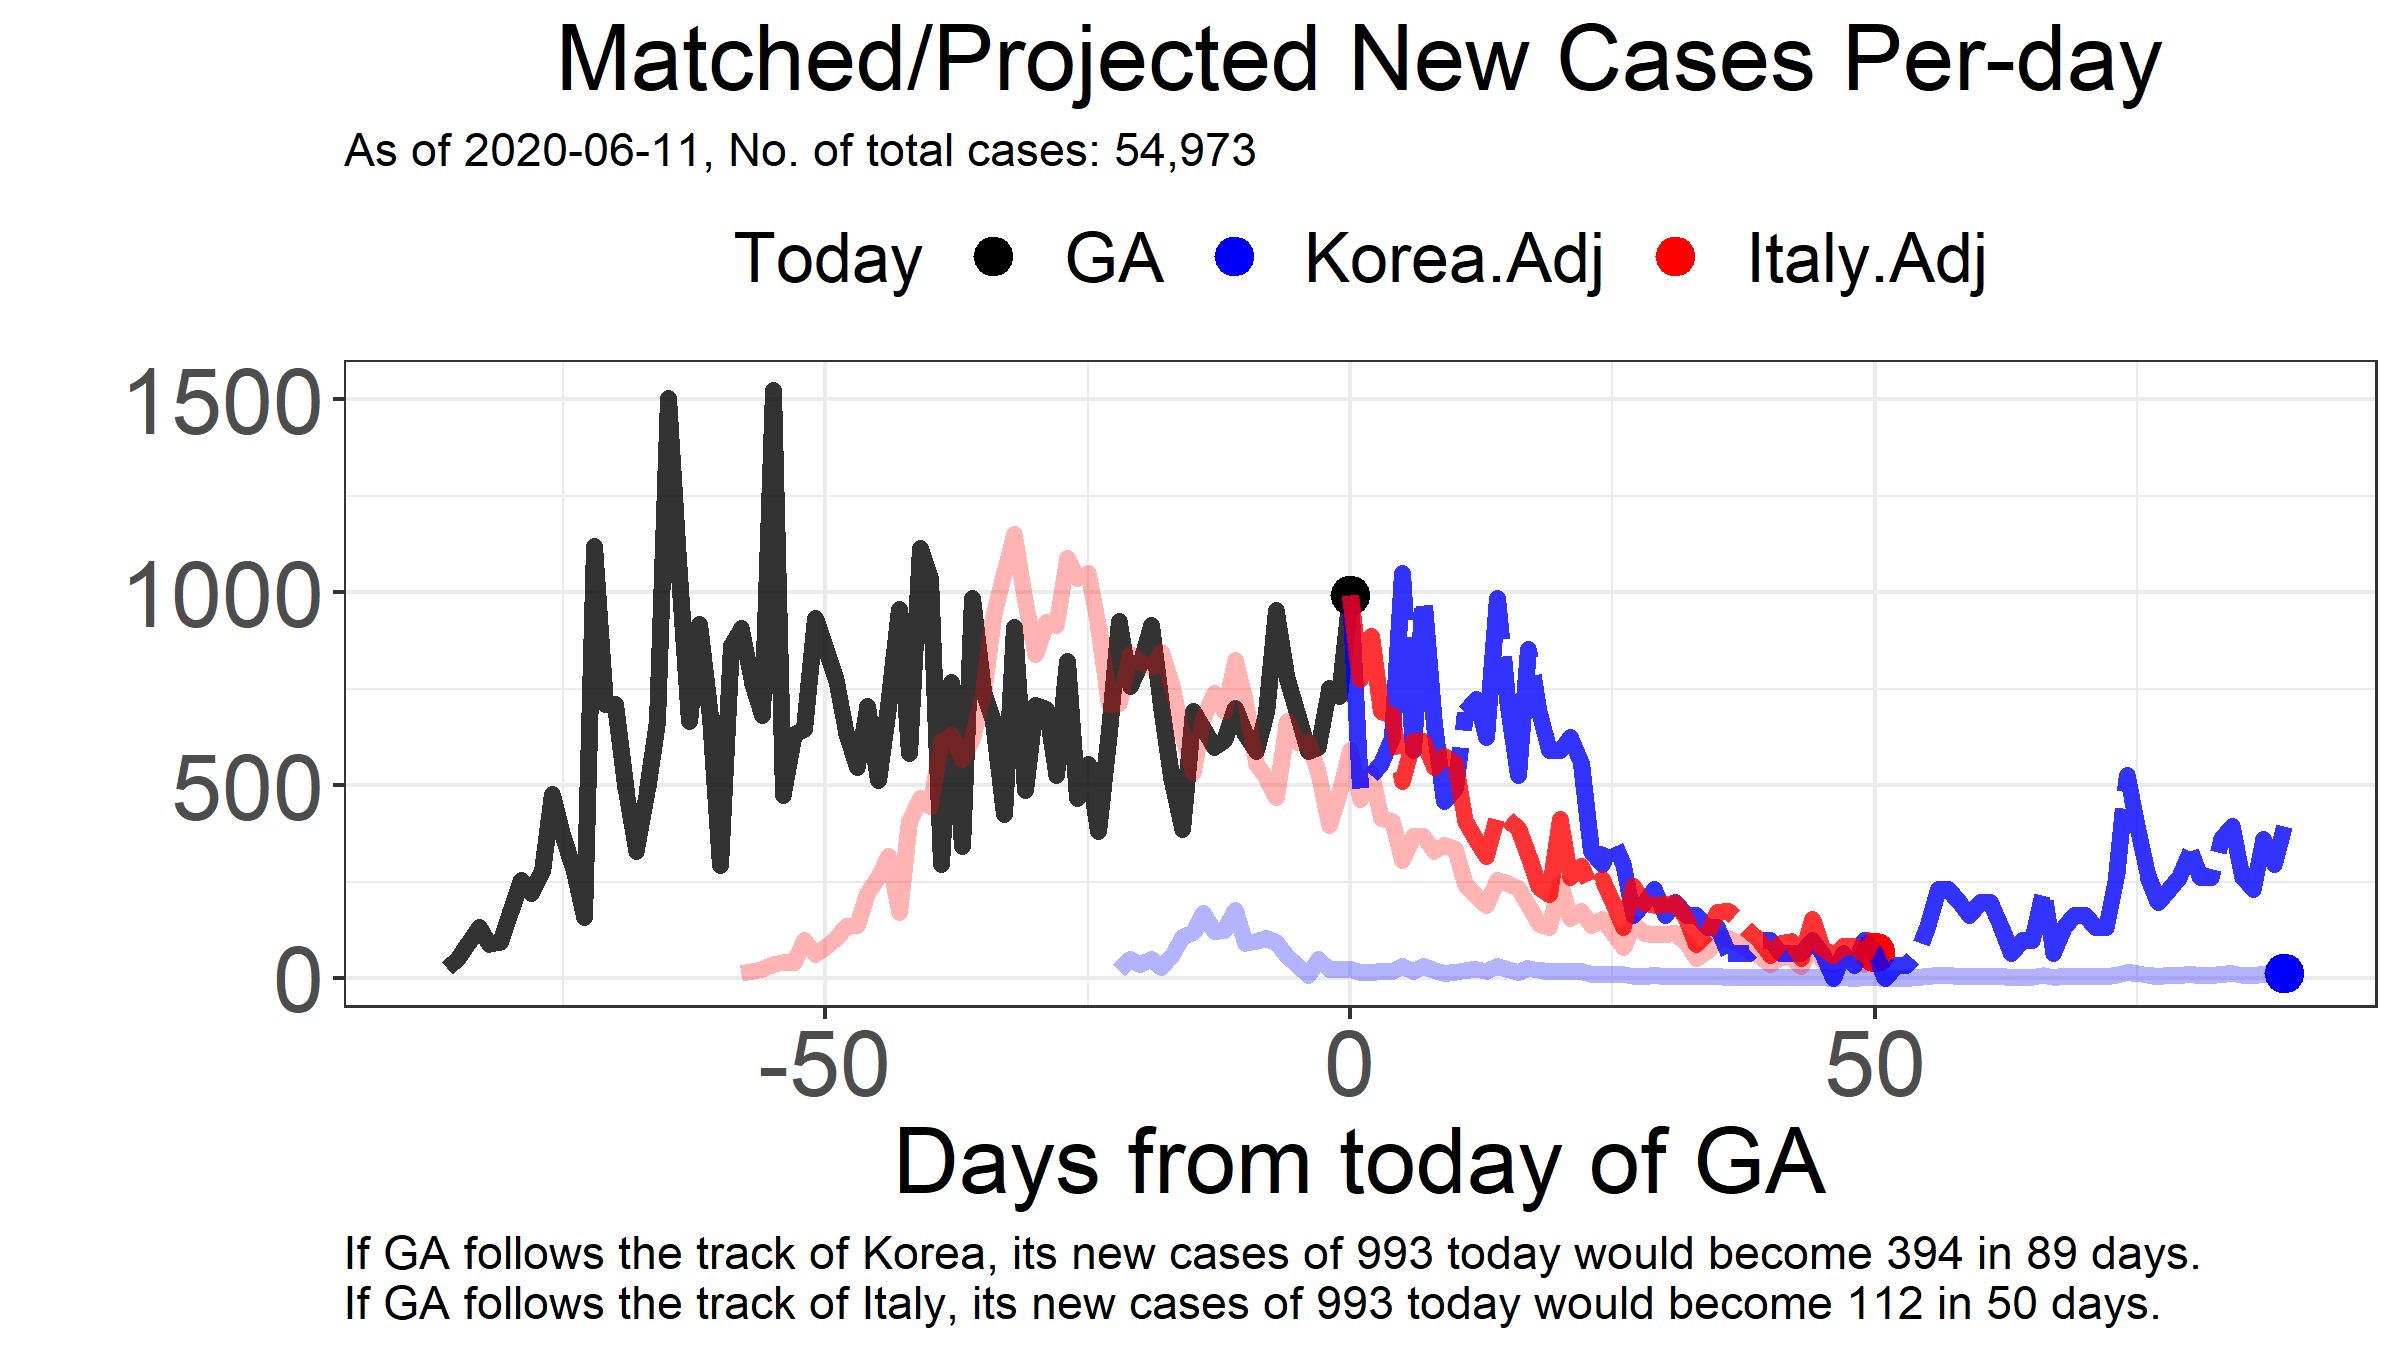 Matched/Projected New Cases Per-day
As of 2020-06-11, No. of total cases: 54,973
Today GA Korea.Adj Italy.Adj
1500
1000
500
0
-50 0 50
Days from today of GA
If GA follows the track of Korea, its new cases of 993 today would become 394 in 89 days.
If GA follows the track of Italy, its new cases of 993 today would become 112 in 50 days.